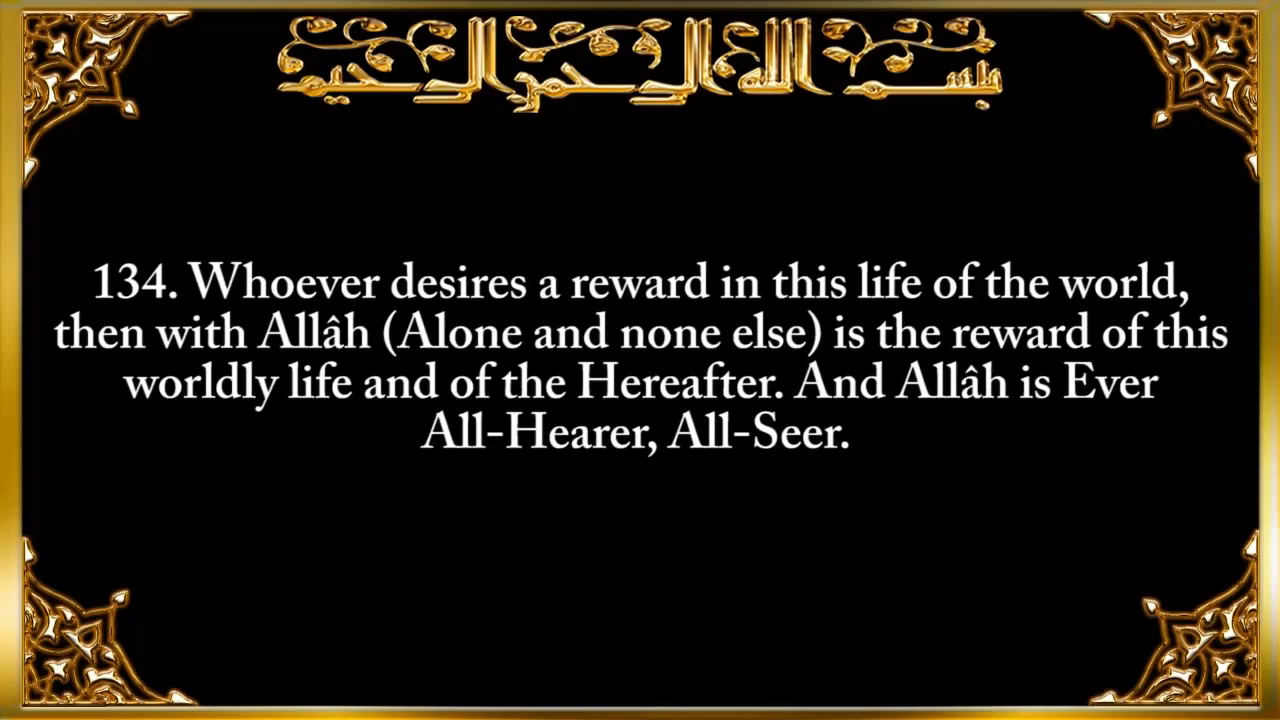 بسم الله الرحمن الرحيم
134. Whoever desires a reward in this life of the world,
then with Allâh (Alone and none else) is the reward of this
worldly life and of the Hereafter. And Allâh is Ever
All-Hearer, All-Seer.